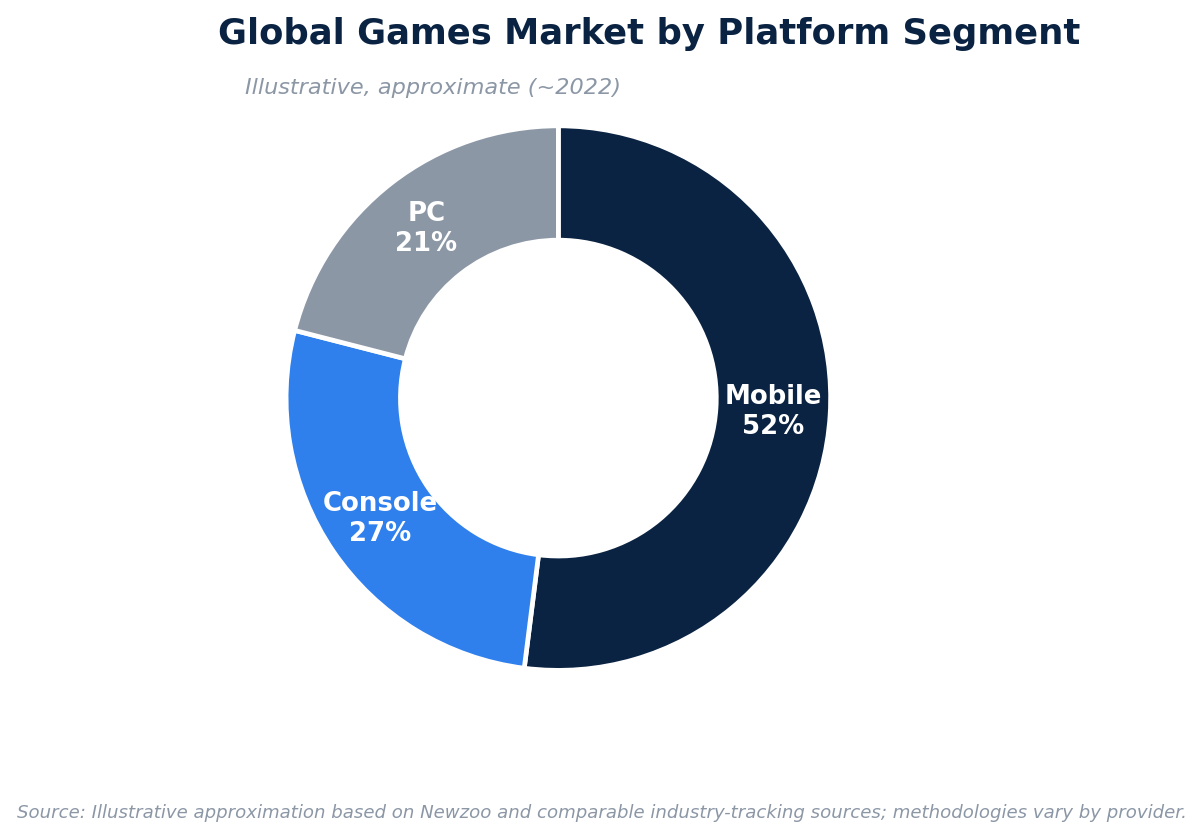 Global Games Market by Platform Segment
Illustrative, approximate (~2022)
PC
21%
Mobile
52%
Console
27%
Source: Illustrative approximation based on Newzoo and comparable industry-tracking sources; methodologies vary by provider.